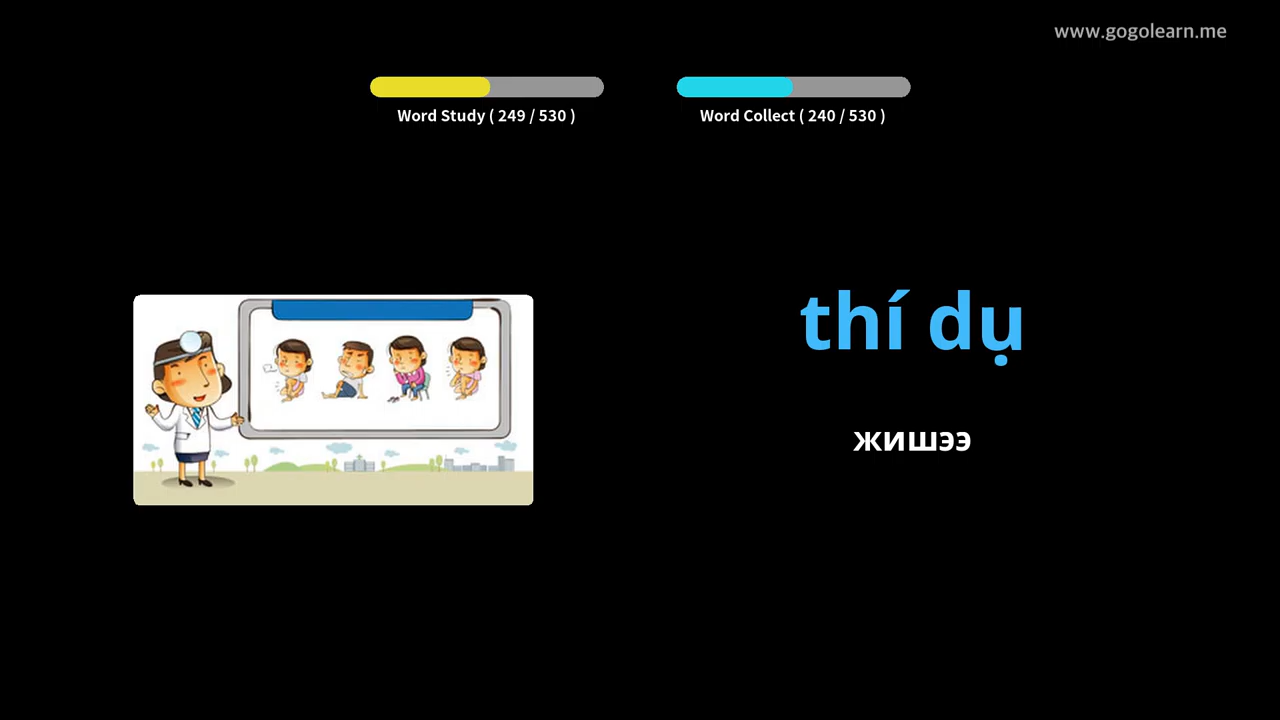 www.gogolearn.me
Word Study ( 249 / 530 )
Word Collect ( 240 / 530 )
thí dụ
жишээ